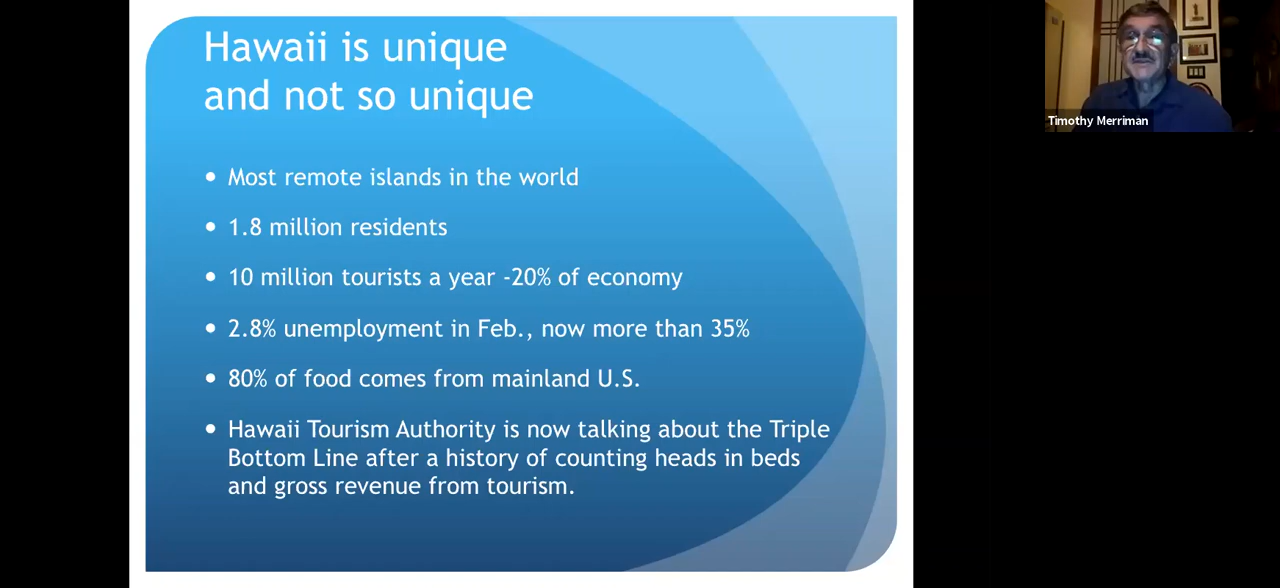 Hawaii is unique
and not so unique
• Most remote islands in the world
• 1.8 million residents
• 10 million tourists a year -20% of economy
• 2.8% unemployment in Feb., now more than 35%
• 80% of food comes from mainland U.S.
• Hawaii Tourism Authority is now talking about the Triple
Bottom Line after a history of counting heads in beds
and gross revenue from tourism.
Timothy Merriman